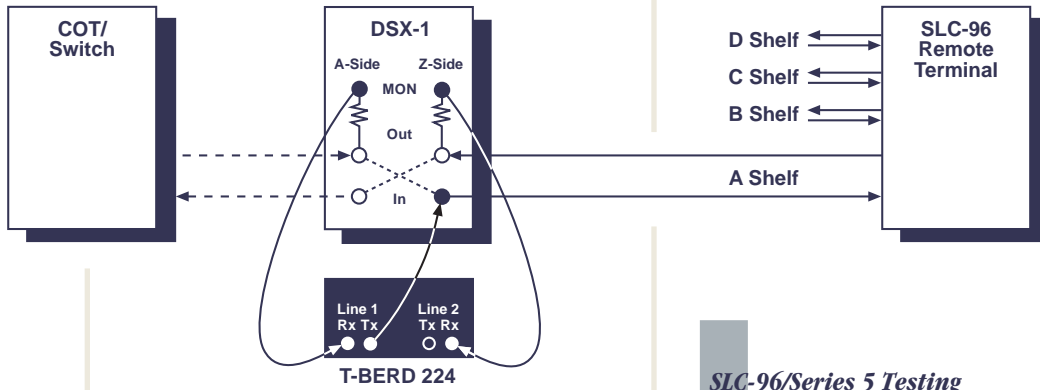 COT/
Switch
DSX-1
A-Side Z-Side
MON
Out
In
D Shelf
C Shelf
B Shelf
A Shelf
SLC-96
Remote
Terminal
Line 1 Line 2
Rx Tx Tx Rx
T-BERD 224
SLC-96/Series 5 Testing